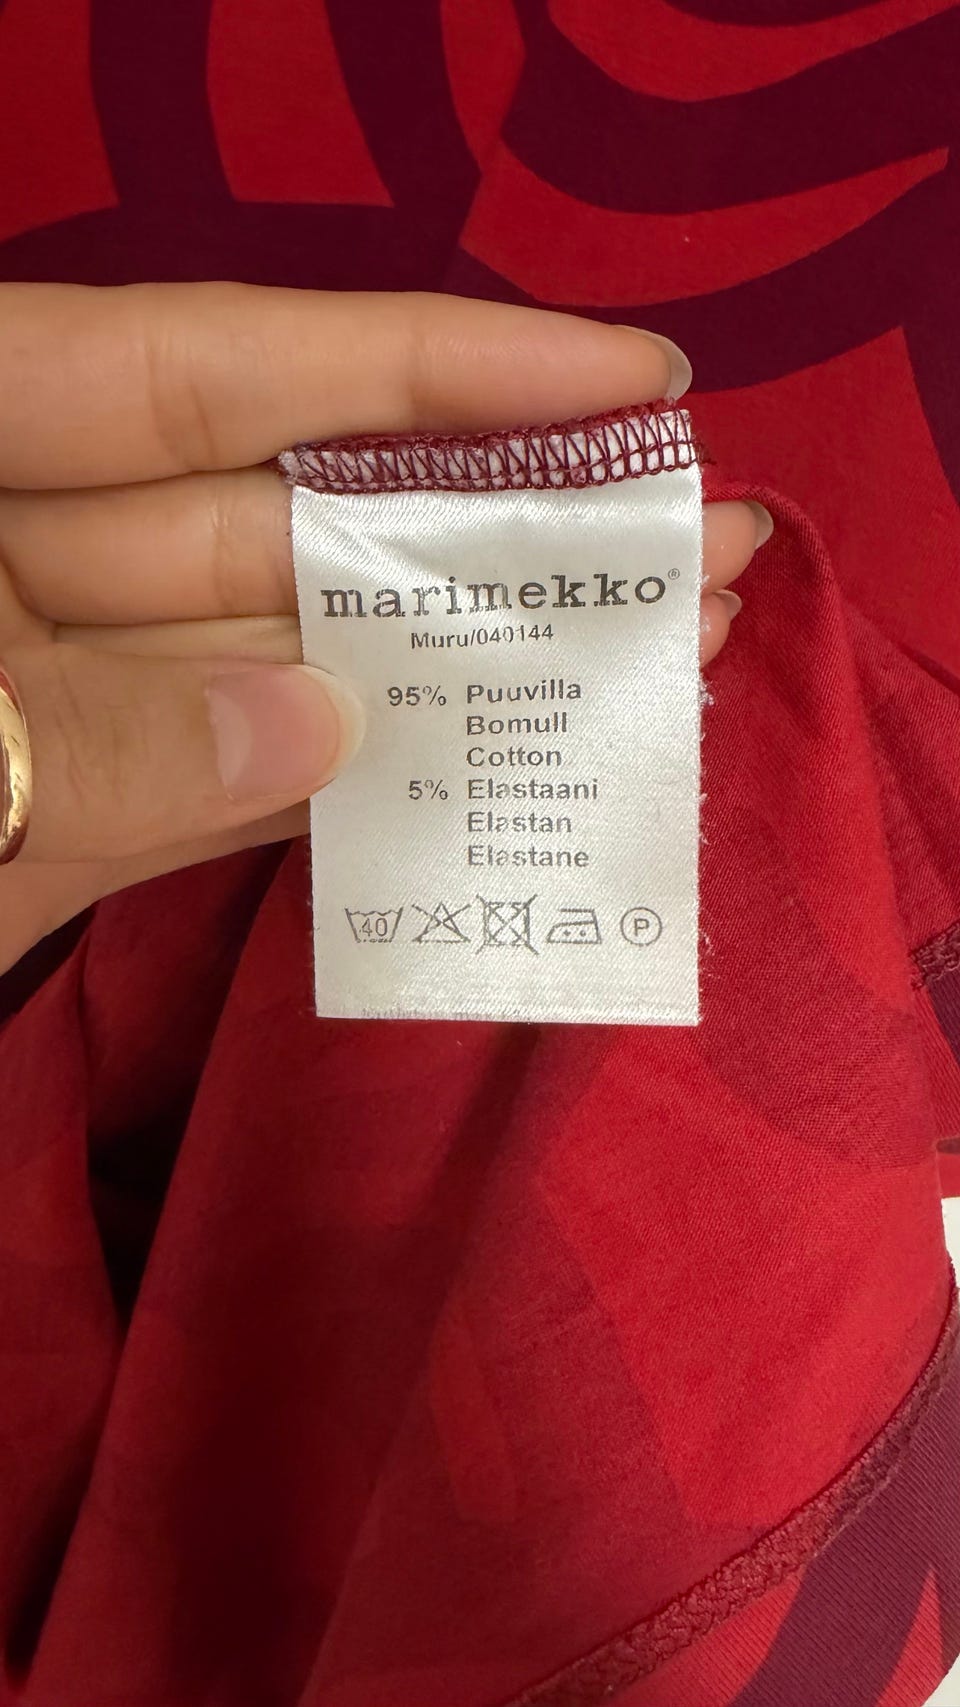 marimekko®
Muru/040144
95% Puuvilla
Bomull
Cotton
5% Elastaani
Elastan
Elastane
40 P